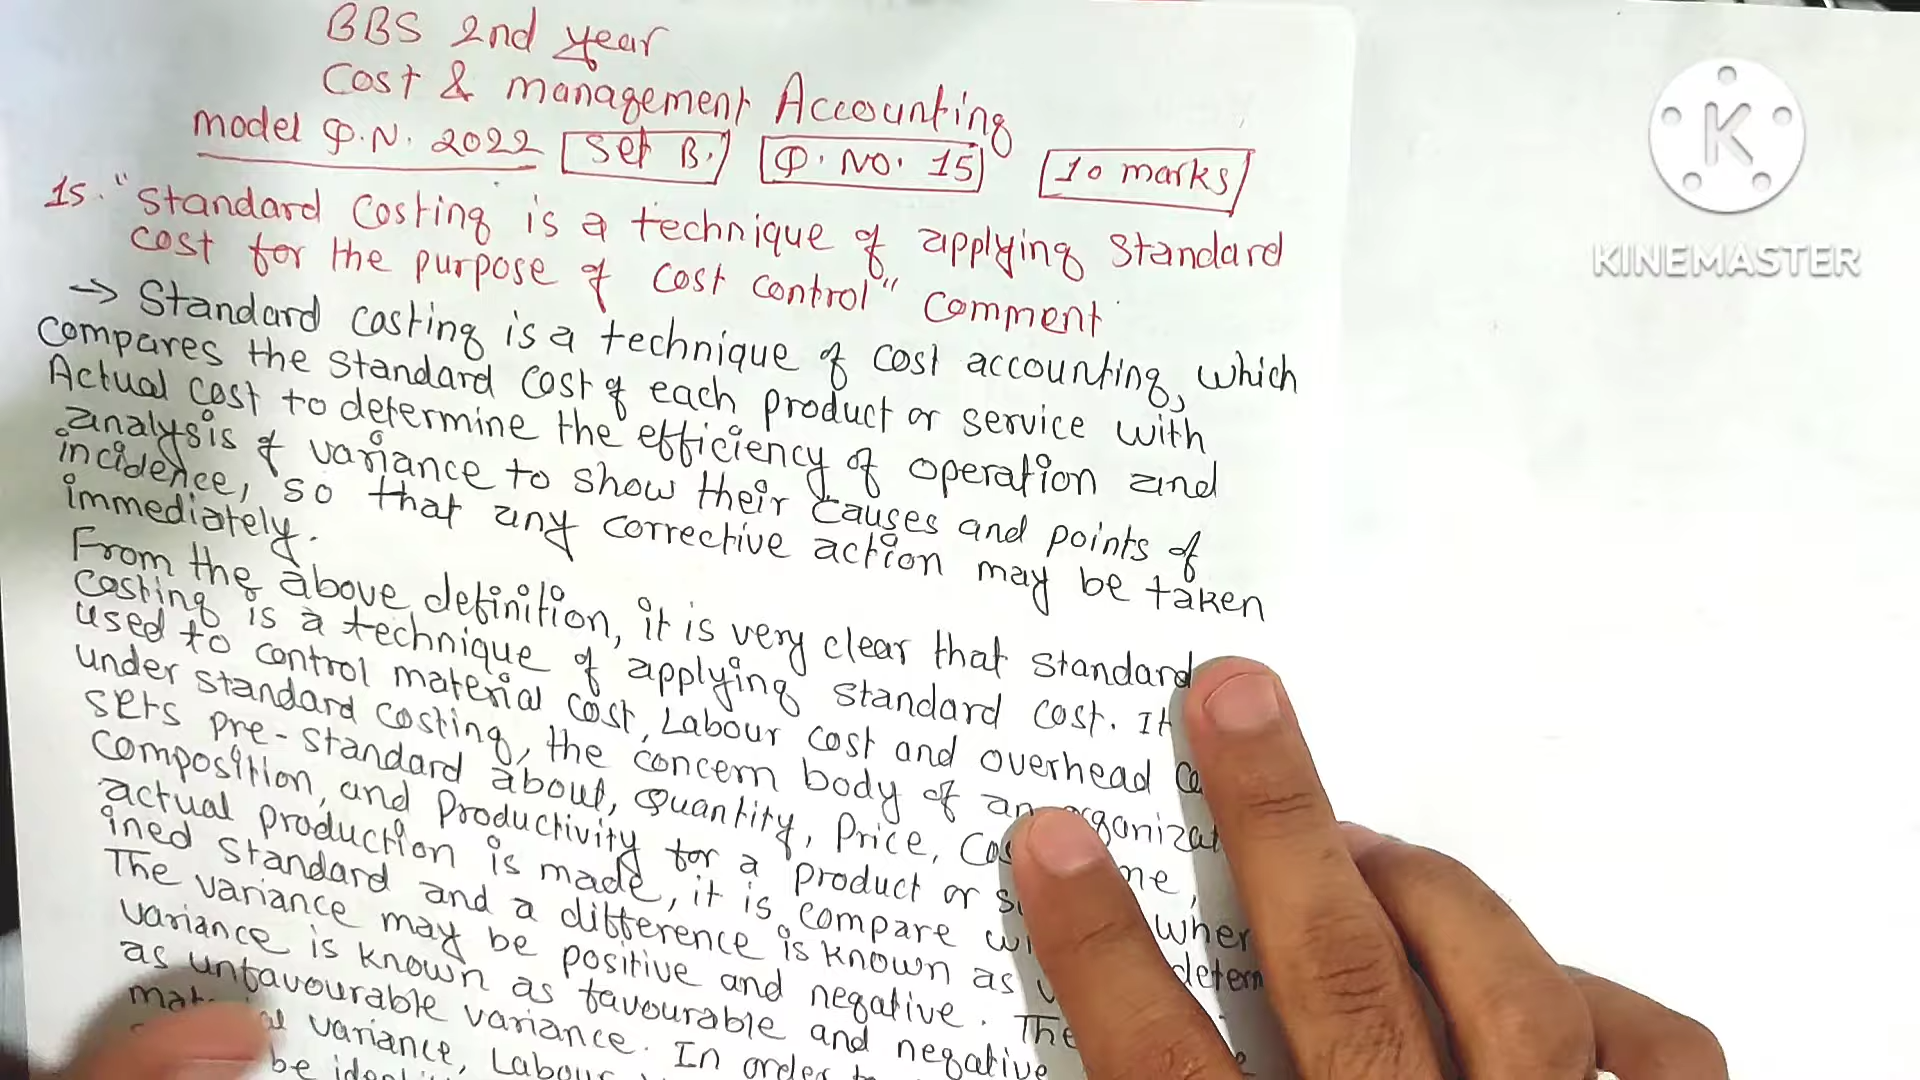 BBS 2nd year
Cost & management Accounting
model Q.N. 2022 Set B. Q. NO. 15 10 marks
15. "Standard Costing is a technique of applying standard
cost for the purpose of cost control" Comment
→ Standard costing is a technique of cost accounting, which
compares the standard cost of each product or service with
Actual cost to determine the efficiency of operation and
analysis of variance to show their causes and points of
incidence, so that any corrective action may be taken
immediately.
From the above definition, it is very clear that standard
costing is a technique of applying standard cost. It
used to control material cost, Labour cost and overhead
under standard costing, the concern body of an
sets pre-standard about, quantity, Price,
composition, and Productivity for a product or
actual production is made, it is compare
ined standard and a difference is known as
The variance may be positive and negative. The
variance is known as favourable and negative
as unfavourable variance. In order to
variance, Labour
be
K
KINEMASTER